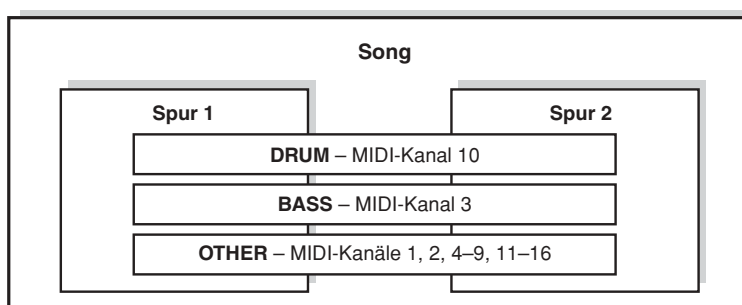 Song
Spur 1
Spur 2
DRUM – MIDI-Kanal 10
BASS – MIDI-Kanal 3
OTHER – MIDI-Kanäle 1, 2, 4–9, 11–16